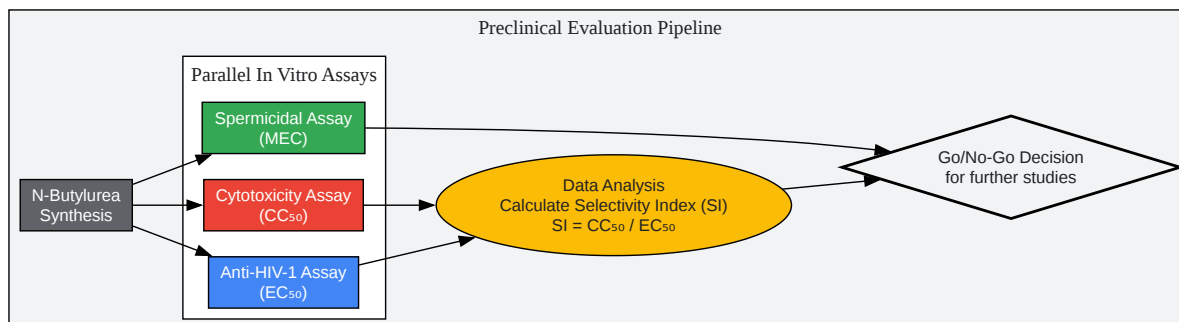 Preclinical Evaluation Pipeline
Parallel In Vitro Assays
N-Butylurea
Synthesis
Spermicidal Assay
(MEC)
Cytotoxicity Assay
(CC₅₀)
Anti-HIV-1 Assay
(EC₅₀)
Data Analysis
Calculate Selectivity Index (SI)
SI = CC₅₀ / EC₅₀
Go/No-Go Decision
for further studies